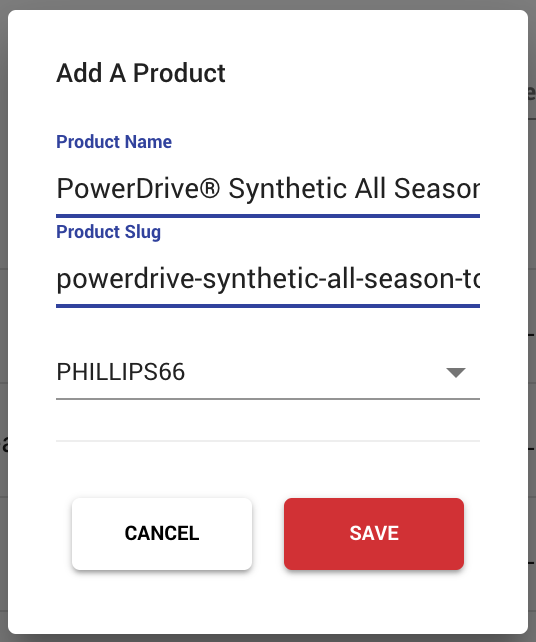 Add A Product
Product Name
PowerDrive® Synthetic All Season
Product Slug
powerdrive-synthetic-all-season-to
PHILLIPS66
CANCEL
SAVE